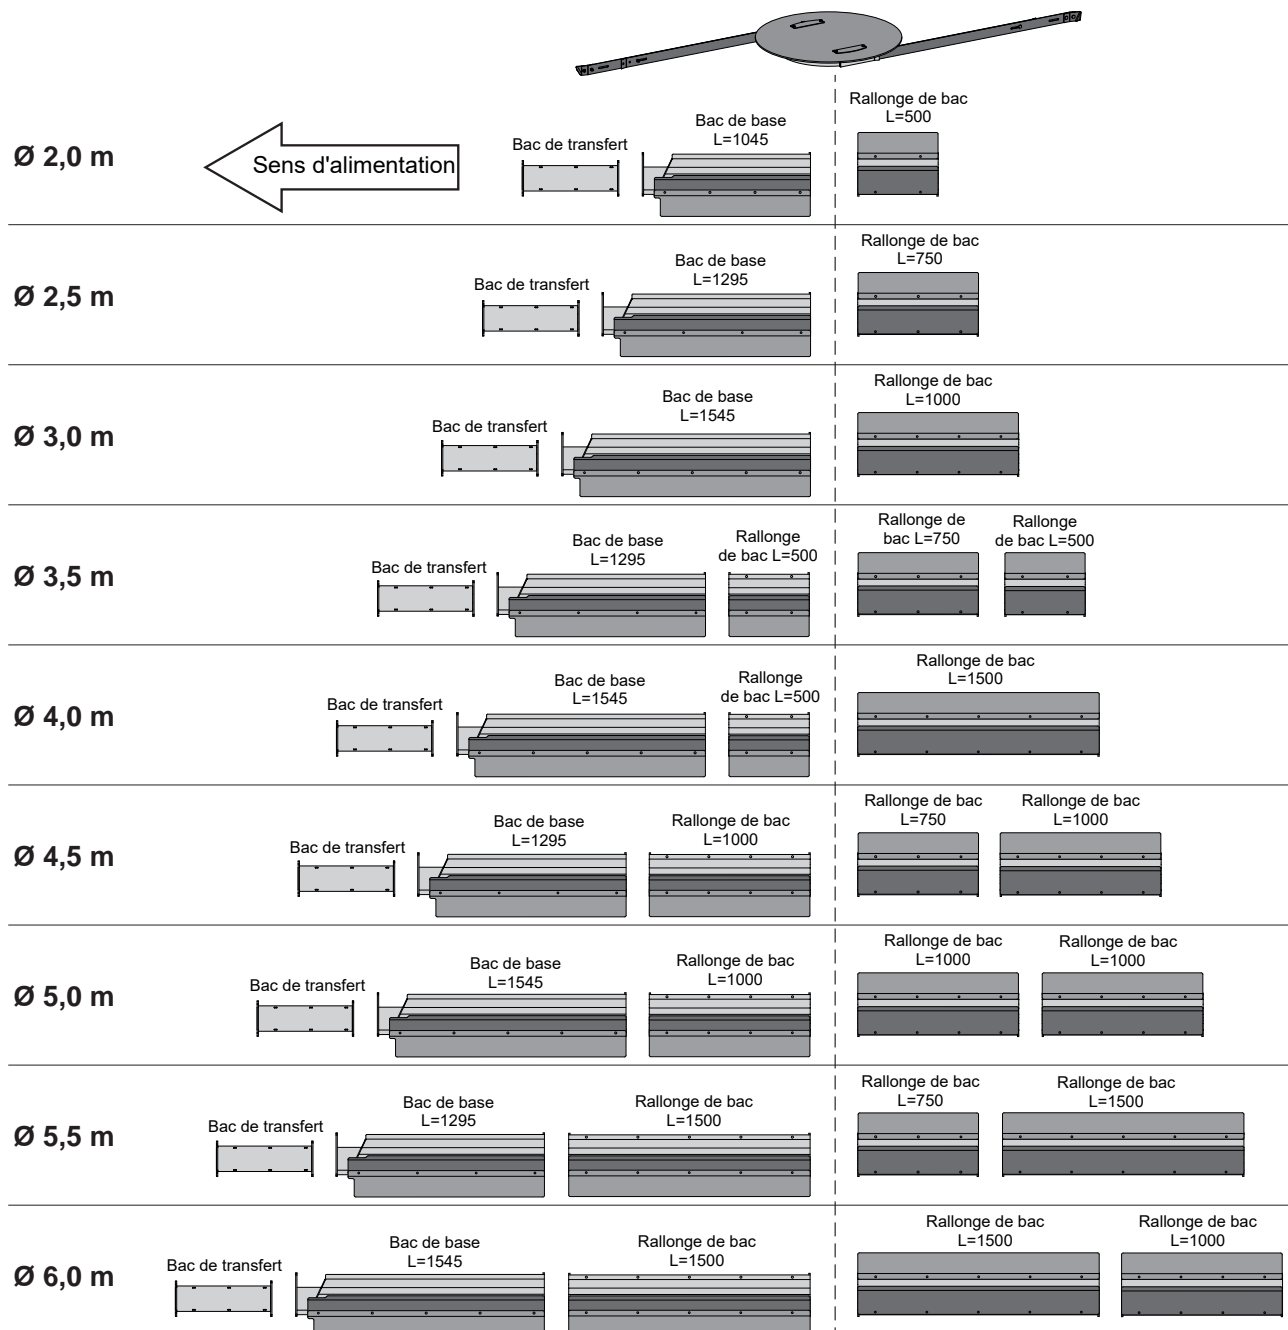 Ø 2,0 m
Sens d'alimentation
Bac de transfert
Bac de base
L=1045
Rallonge de bac
L=500
Ø 2,5 m
Bac de transfert
Bac de base
L=1295
Rallonge de bac
L=750
Ø 3,0 m
Bac de transfert
Bac de base
L=1545
Rallonge de bac
L=1000
Ø 3,5 m
Bac de transfert
Bac de base
L=1295
Rallonge
de bac L=500
Rallonge de
bac L=750
Rallonge
de bac L=500
Ø 4,0 m
Bac de transfert
Bac de base
L=1545
Rallonge
de bac L=500
Rallonge de bac
L=1500
Ø 4,5 m
Bac de transfert
Bac de base
L=1295
Rallonge de bac
L=1000
Rallonge de bac
L=750
Rallonge de bac
L=1000
Ø 5,0 m
Bac de transfert
Bac de base
L=1545
Rallonge de bac
L=1000
Rallonge de bac
L=1000
Rallonge de bac
L=1000
Ø 5,5 m
Bac de transfert
Bac de base
L=1295
Rallonge de bac
L=1500
Rallonge de bac
L=750
Rallonge de bac
L=1500
Ø 6,0 m
Bac de transfert
Bac de base
L=1545
Rallonge de bac
L=1500
Rallonge de bac
L=1500
Rallonge de bac
L=1000